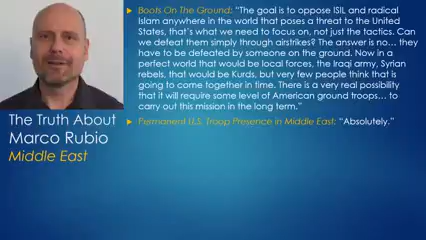 Boots On The Ground: “The goal is to oppose ISIL and radical
Islam anywhere in the world that poses a threat to the United
States, that’s what we need to focus on, not just the tactics. Can
we defeat them simply through airstrikes? The answer is no… they
have to be defeated by someone on the ground. Now in a
perfect world that would be local forces, the Iraqi army, Syrian
rebels, that would be Kurds, but very few people think that is
going to come together in time. There is a very real possibility
that it will require some level of American ground troops… to
carry out this mission in the long term.”
Permanent U.S. Troop Presence in Middle East: “Absolutely.”
The Truth About
Marco Rubio
Middle East